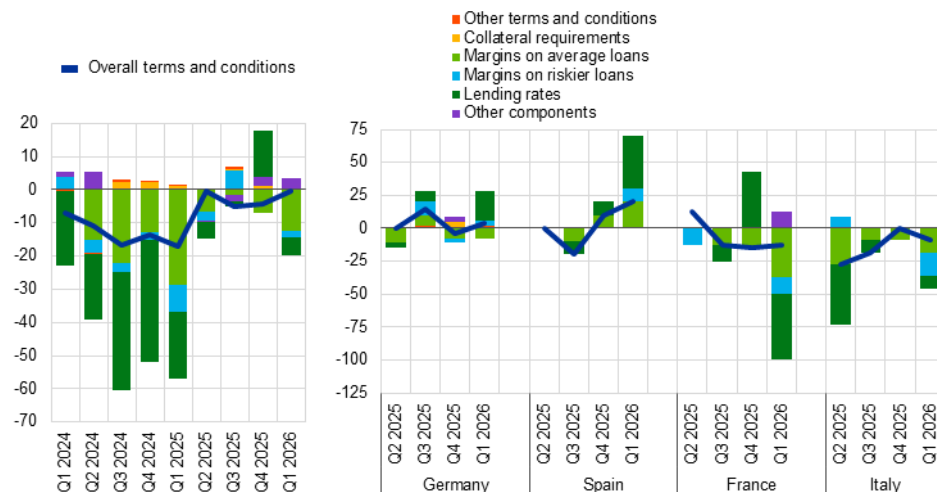 Other terms and conditions
Collateral requirements
Margins on average loans
Overall terms and conditions
Margins on riskier loans
Lending rates
Other components
20
10
0
-10
-20
-30
-40
-50
-60
-70
Q1 2024
Q2 2024
Q3 2024
Q4 2024
Q1 2025
Q2 2025
Q3 2025
Q4 2025
Q1 2026
75
50
25
0
-25
-50
-75
-100
-125
Q2 2025
Q3 2025
Q4 2025
Q1 2026
Q2 2025
Q3 2025
Q4 2025
Q1 2026
Q2 2025
Q3 2025
Q4 2025
Q1 2026
Q2 2025
Q3 2025
Q4 2025
Q1 2026
Germany
Spain
France
Italy